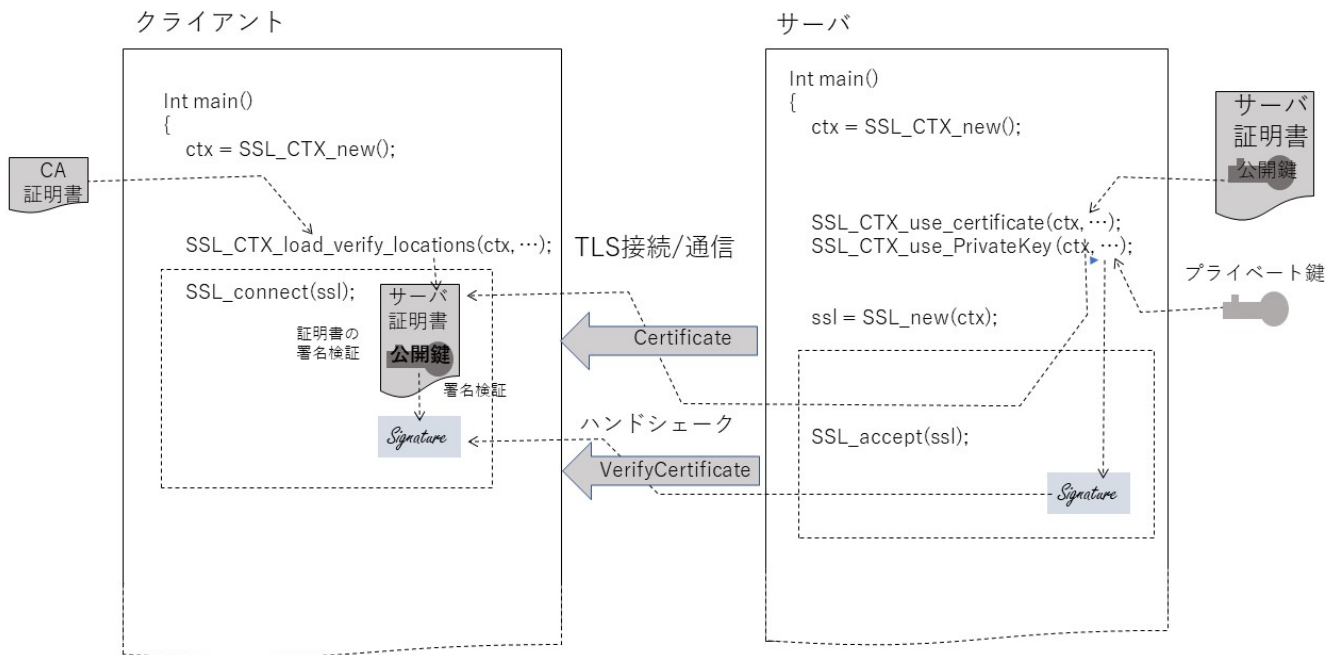 クライアント
サーバ
Int main()
{
ctx = SSL_CTX_new();
CA
証明書
SSL_CTX_load_verify_locations(ctx, …);
SSL_connect(ssl);
サーバ
証明書
公開鍵
証明書の
署名検証
署名検証
Signature
TLS接続/通信
Certificate
ハンドシェーク
VerifyCertificate
Int main()
{
ctx = SSL_CTX_new();
SSL_CTX_use_certificate(ctx, …);
SSL_CTX_use_PrivateKey(ctx, …);
ssl = SSL_new(ctx);
SSL_accept(ssl);
Signature
サーバ
証明書
公開鍵
プライベート鍵